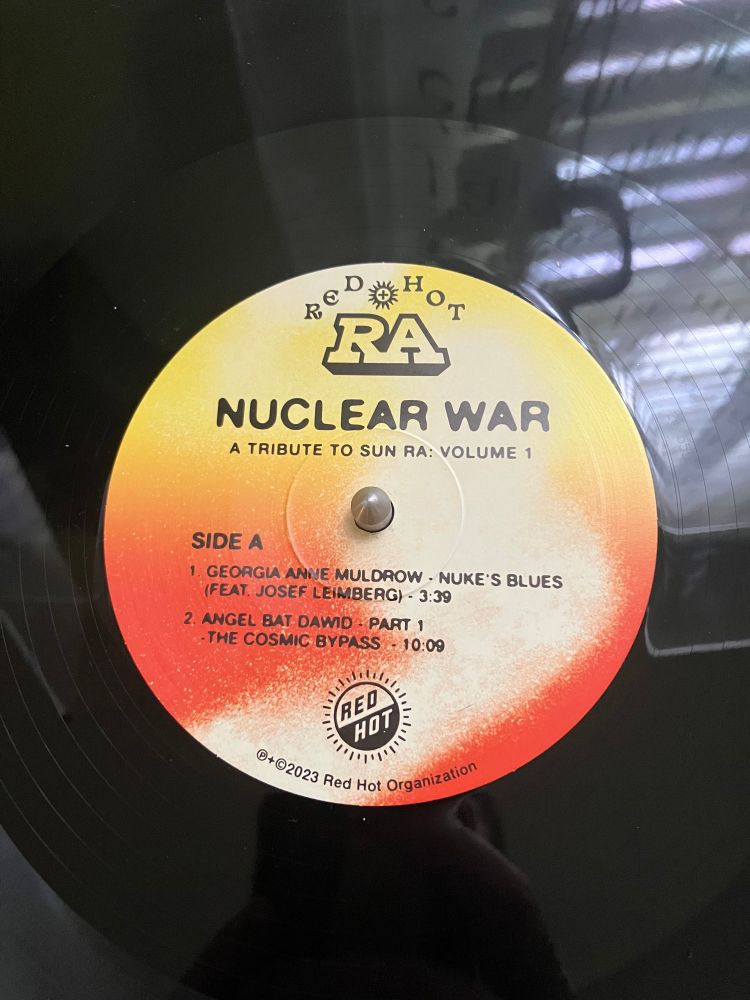 RED HOT
RA
NUCLEAR WAR
A TRIBUTE TO SUN RA: VOLUME 1
SIDE A
1. GEORGIA ANNE MULDROW - NUKE'S BLUES
(FEAT. JOSEF LEIMBERG) - 3:39
2. ANGEL BAT DAWID - PART 1
-THE COSMIC BYPASS - 10:09
RED
HOT
℗+©2023 Red Hot Organization